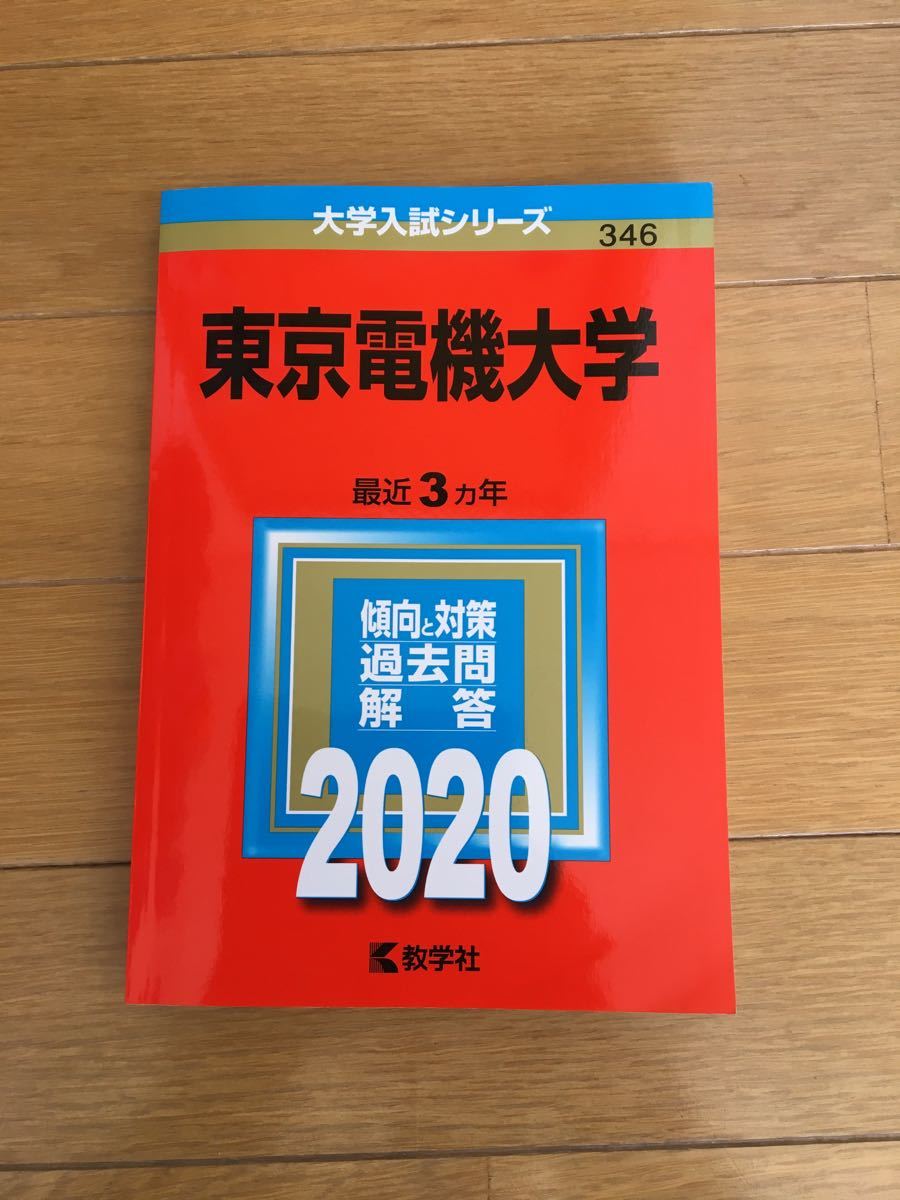 大学入試シリーズ
346
東京電機大学
最近3カ年
傾向と対策
過去問
解答
2020
教学社